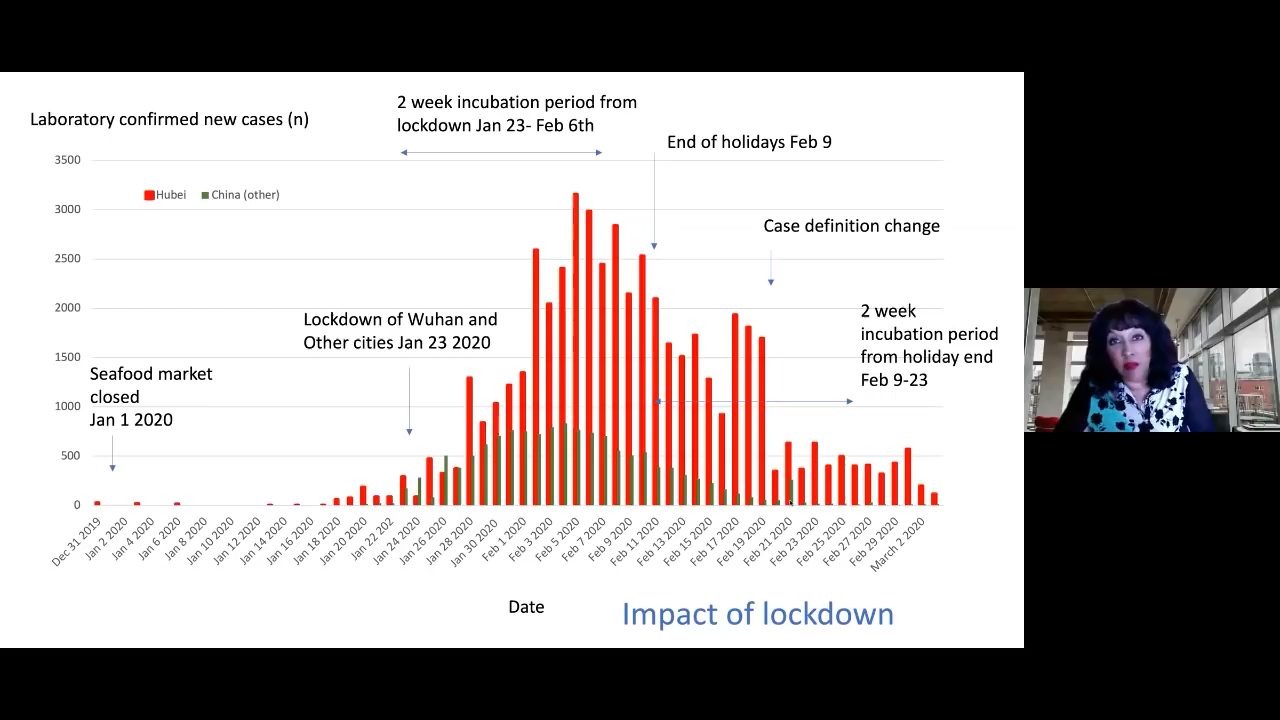 2 week incubation period from
lockdown Jan 23- Feb 6th
Laboratory confirmed new cases (n)
End of holidays Feb 9
3500
Hubei
China (other)
3000
Case definition change
2500
2 week
incubation period
from holiday end
Feb 9-23
2000
Lockdown of Wuhan and
Other cities Jan 23 2020
1500
Seafood market
closed
Jan 1 2020
1000
500
0
Dec 31 2019
Jan 2 2020
Jan 4 2020
Jan 6 2020
Jan 8 2020
Jan 10 2020
Jan 12 2020
Jan 14 2020
Jan 16 2020
Jan 18 2020
Jan 20 2020
Jan 22 202
Jan 24 2020
Jan 26 2020
Jan 28 2020
Jan 30 2020
Feb 1 2020
Feb 3 2020
Feb 5 2020
Feb 7 2020
Feb 9 2020
Feb 11 2020
Feb 13 2020
Feb 15 2020
Feb 17 2020
Feb 19 2020
Feb 21 2020
Feb 23 2020
Feb 25 2020
Feb 27 2020
Feb 29 2020
March 2 2020
Date
Impact of lockdown